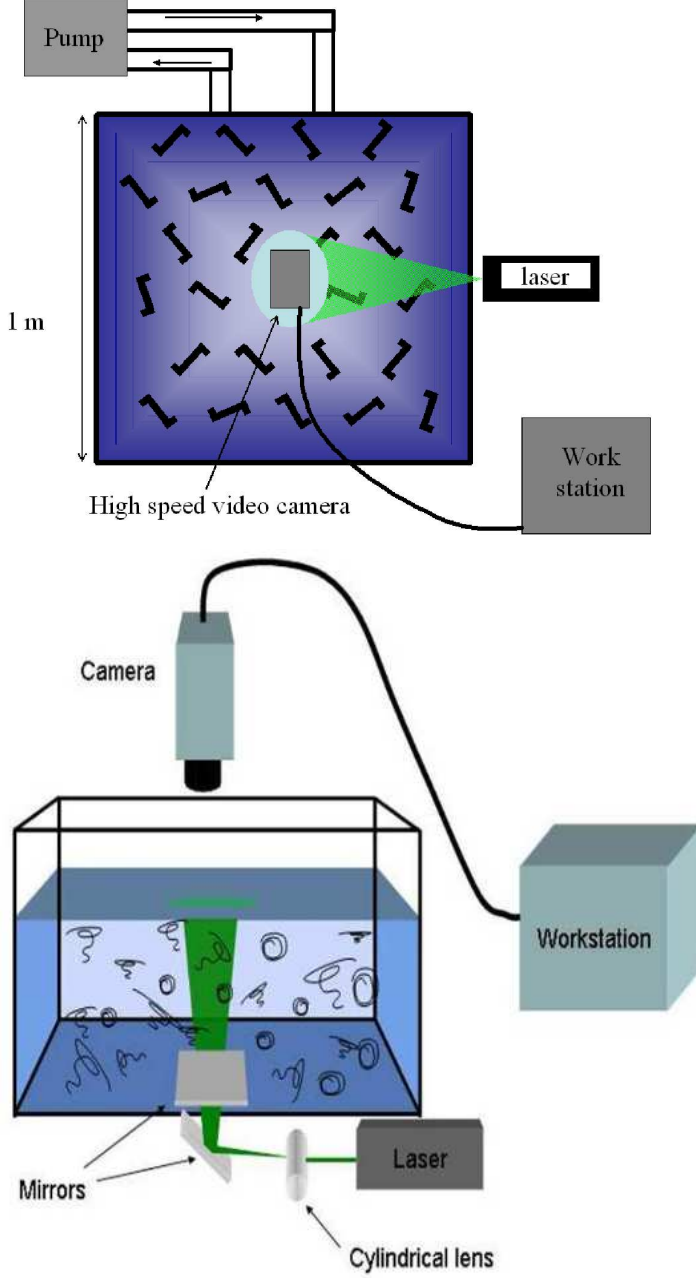 Pump
laser
1 m
Work
station
High speed video camera
Camera
Workstation
Laser
Mirrors
Cylindrical lens